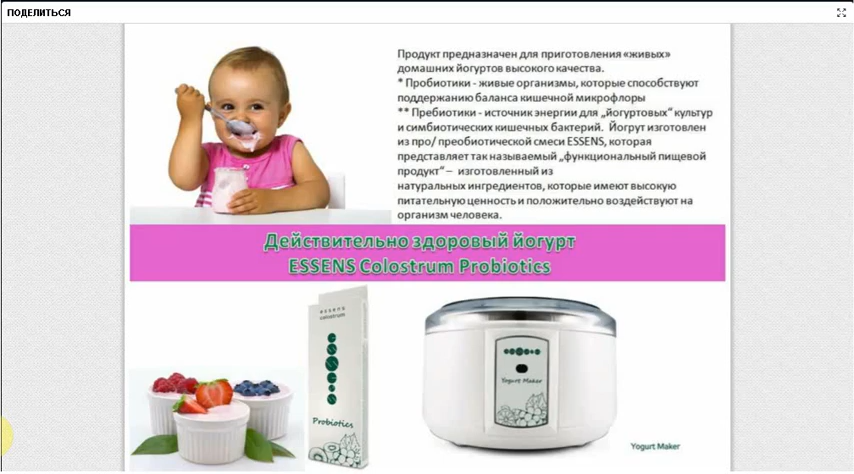 ПОДЕЛИТЬСЯ
Продукт предназначен для приготовления «живых»
домашних йогуртов высокого качества.
* Пробиотики - живые организмы, которые способствуют
поддержанию баланса кишечной микрофлоры
** Пребиотики - источник энергии для „йогуртовых“ культур
и симбиотических кишечных бактерий. Йогрут изготовлен
из про/ преобиотической смеси ESSENS, которая
представляет так называемый „функциональный пищевой
продукт“ – изготовленный из
натуральных ингредиентов, которые имеют высокую
питательную ценность и положительно воздействуют на
организм человека.
Действительно здоровый йогурт
ESSENS Colostrum Probiotics
essens
colostrum
Probiotics
Yogurt Maker
Yogurt Maker